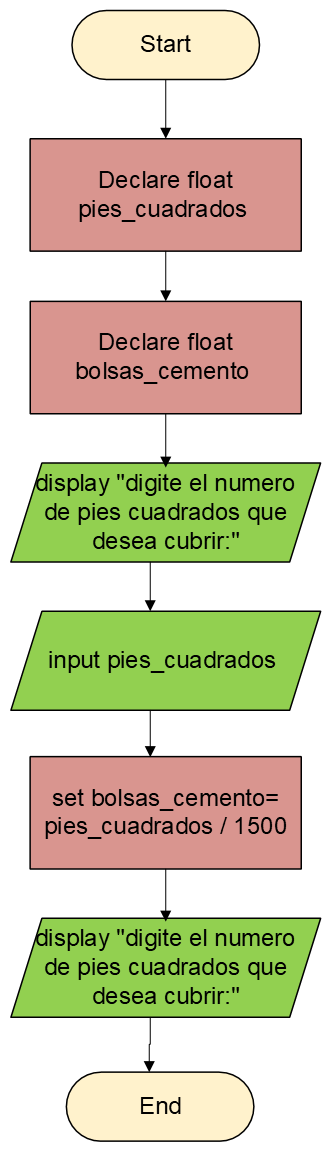 Start
Declare float
pies_cuadrados
Declare float
bolsas_cemento
display "digite el numero
de pies cuadrados que
desea cubrir:"
input pies_cuadrados
set bolsas_cemento=
pies_cuadrados / 1500
display "digite el numero
de pies cuadrados que
desea cubrir:"
End